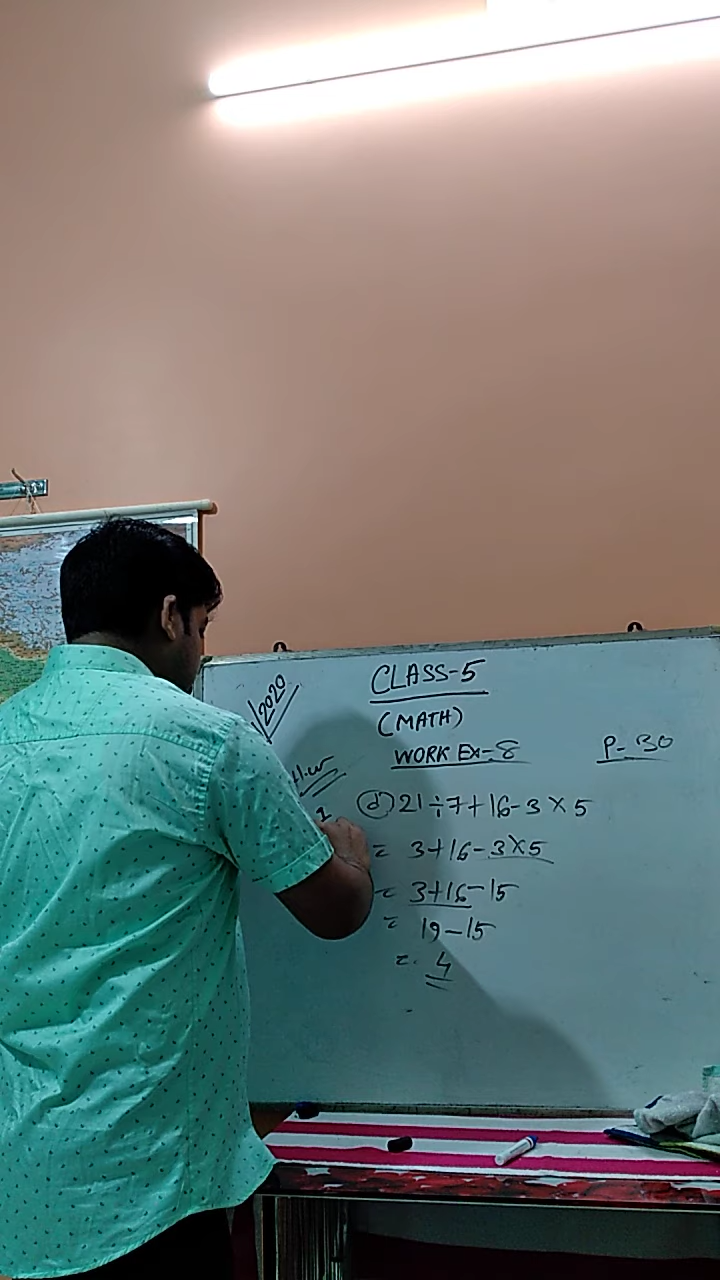 /2020
CLASS-5
(MATH)
WORK EX-8
P-30
H.W
1
(d) 21÷7+16-3×5
= 3+16-3×5
= 3+16-15
= 19-15
= 4